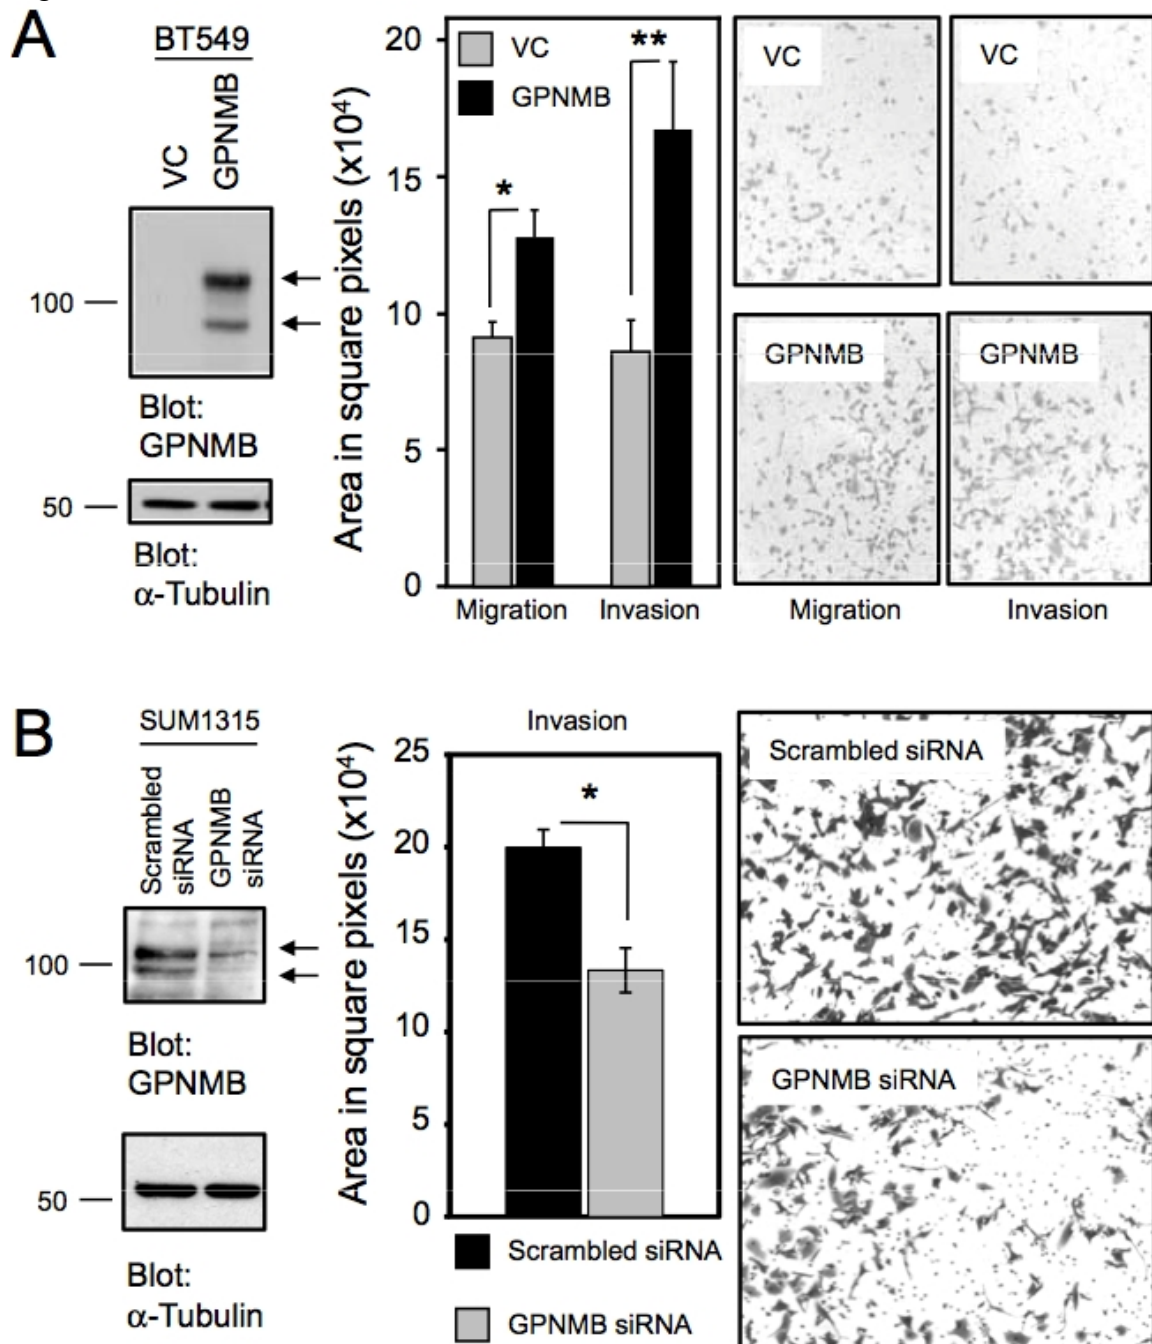 A
BT549
VC
GPNMB
100
Blot:
GPNMB
50
Blot:
α-Tubulin
Area in square pixels (x10⁴)
20
15
10
5
0
VC
GPNMB
*
**
Migration
Invasion
VC
VC
GPNMB
GPNMB
Migration
Invasion
B
SUM1315
Scrambled
siRNA
GPNMB
siRNA
100
Blot:
GPNMB
50
Blot:
α-Tubulin
Invasion
Area in square pixels (x10⁴)
25
20
15
10
5
0
*
Scrambled siRNA
GPNMB siRNA
Scrambled siRNA
GPNMB siRNA